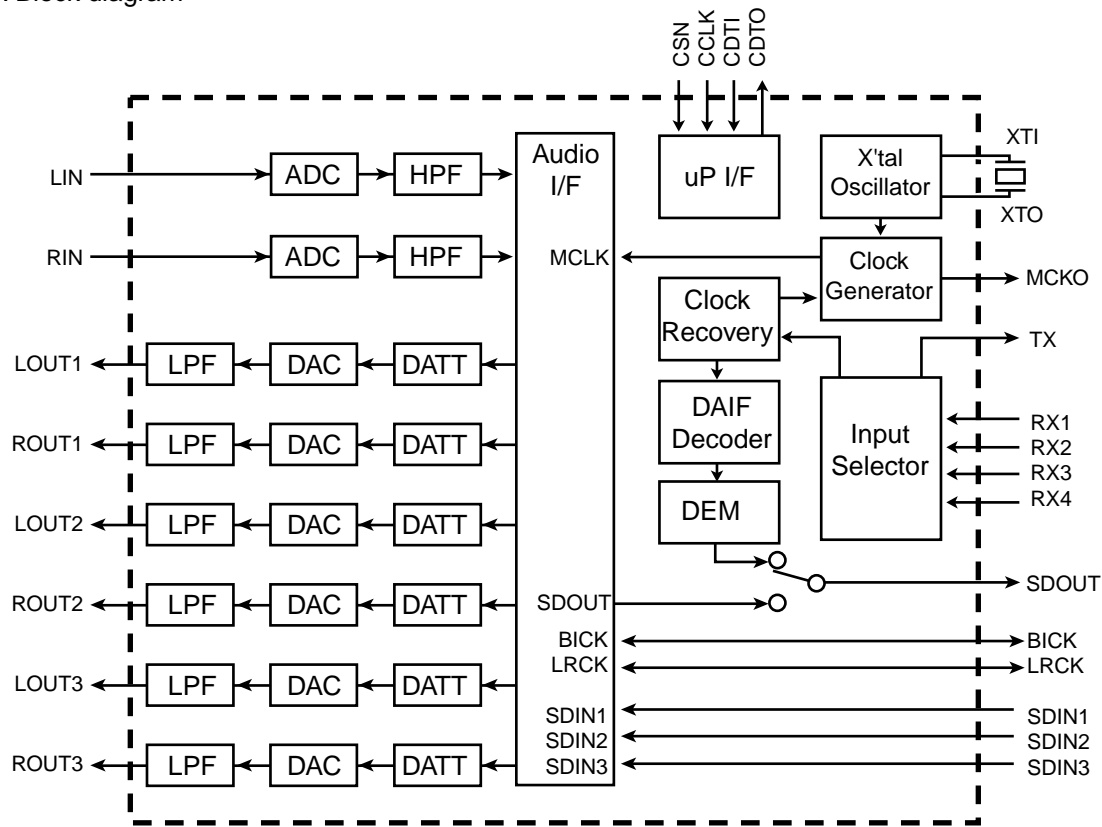 Block diagram
CSN
CCLK
CDTI
CDTO
LIN
ADC
HPF
Audio
I/F
uP I/F
X'tal
Oscillator
XTI
XTO
RIN
ADC
HPF
MCLK
Clock
Generator
MCKO
Clock
Recovery
TX
LOUT1
LPF
DAC
DATT
DAIF
Decoder
Input
Selector
RX1
RX2
RX3
RX4
ROUT1
LPF
DAC
DATT
LOUT2
LPF
DAC
DATT
DEM
SDOUT
ROUT2
LPF
DAC
DATT
SDOUT
BICK
BICK
LRCK
LRCK
LOUT3
LPF
DAC
DATT
SDIN1
SDIN1
SDIN2
SDIN2
SDIN3
SDIN3
ROUT3
LPF
DAC
DATT